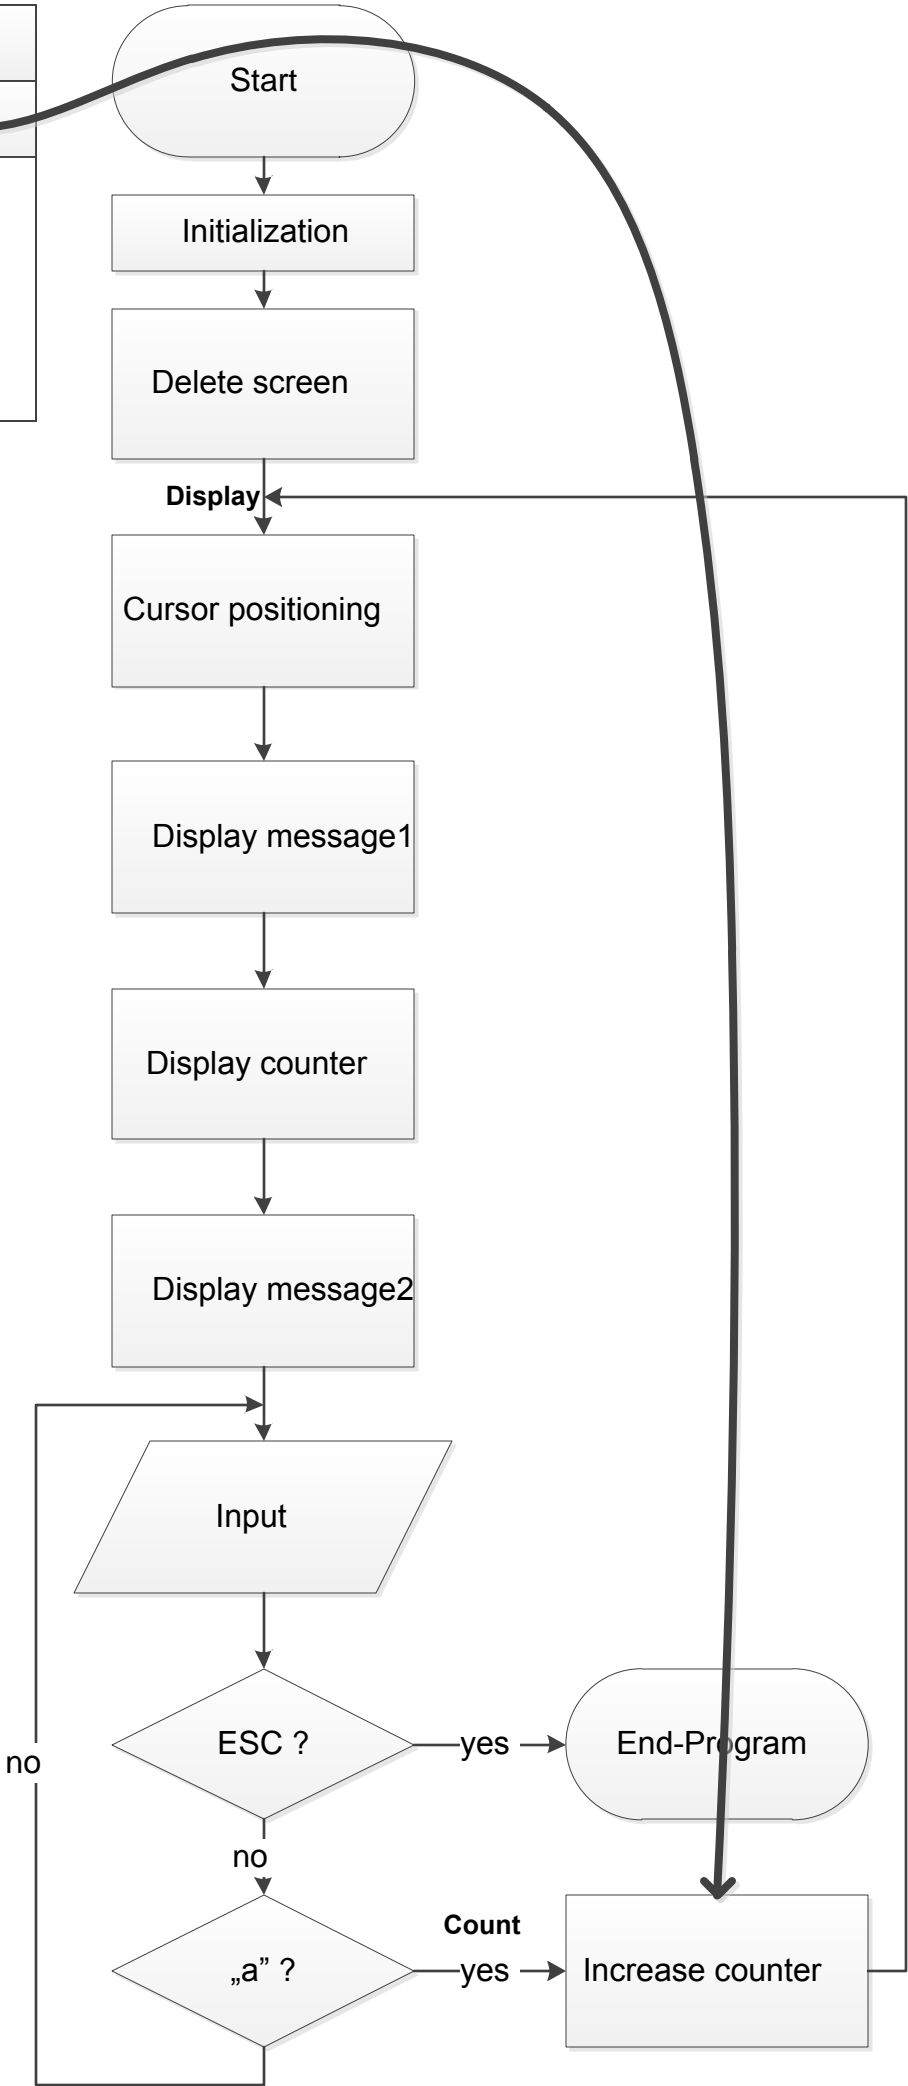 Start
Initialization
Delete screen
Display
Cursor positioning
Display message1
Display counter
Display message2
Input
ESC ?
yes
End-Program
no
no
Count
„a” ?
yes
Increase counter